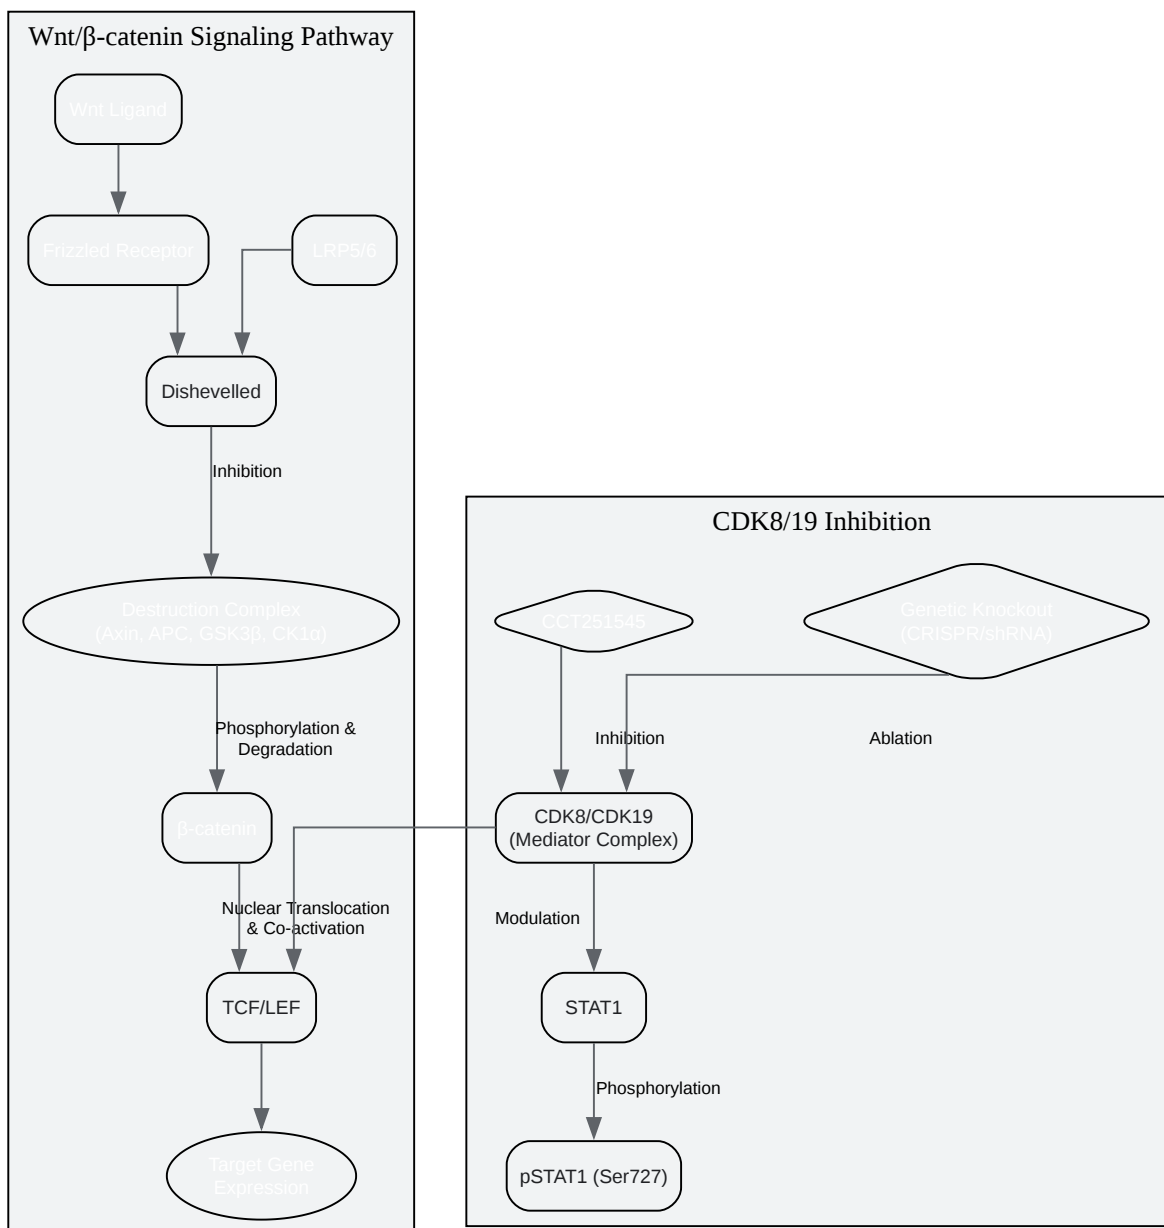 Wnt/β-catenin Signaling Pathway
Wnt Ligand
Frizzled Receptor
LRP5/6
Dishevelled
Inhibition
Destruction Complex
(Axin, APC, GSK3β, CK1α)
Phosphorylation &
Degradation
β-catenin
Nuclear Translocation
& Co-activation
TCF/LEF
Target Gene
Expression
CDK8/19 Inhibition
CCT251545
Genetic Knockout
(CRISPR/shRNA)
Inhibition
Ablation
CDK8/CDK19
(Mediator Complex)
Modulation
STAT1
Phosphorylation
pSTAT1 (Ser727)